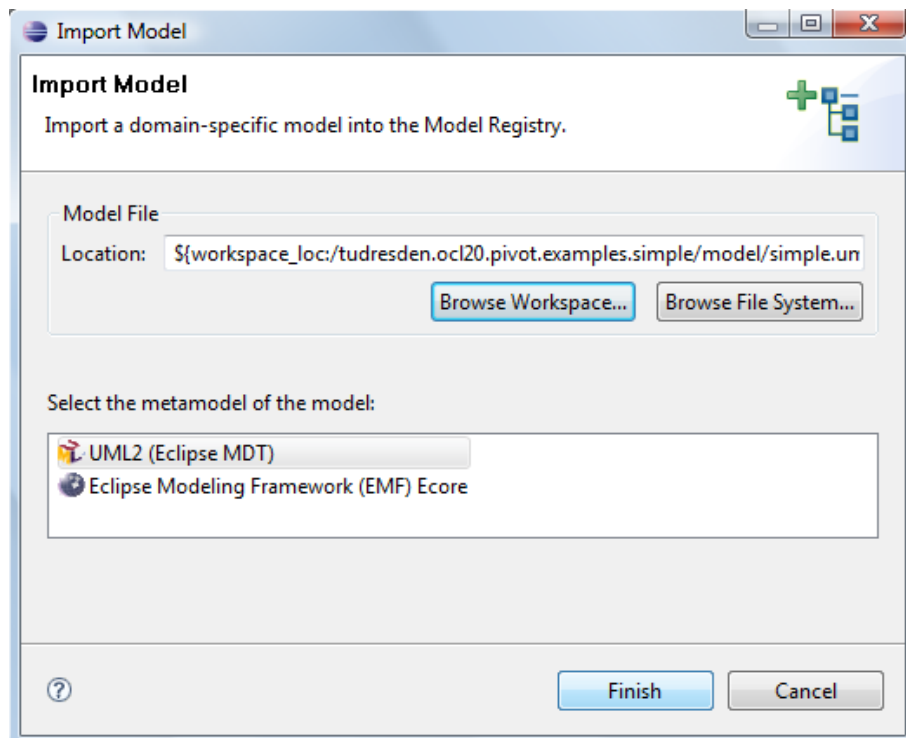 Import Model
Import Model
Import a domain-specific model into the Model Registry.
Model File
Location: ${workspace_loc:/tudresden.ocl20.pivot.examples.simple/model/simple.um
Browse Workspace... Browse File System...
Select the metamodel of the model:
UML2 (Eclipse MDT)
Eclipse Modeling Framework (EMF) Ecore
Finish Cancel